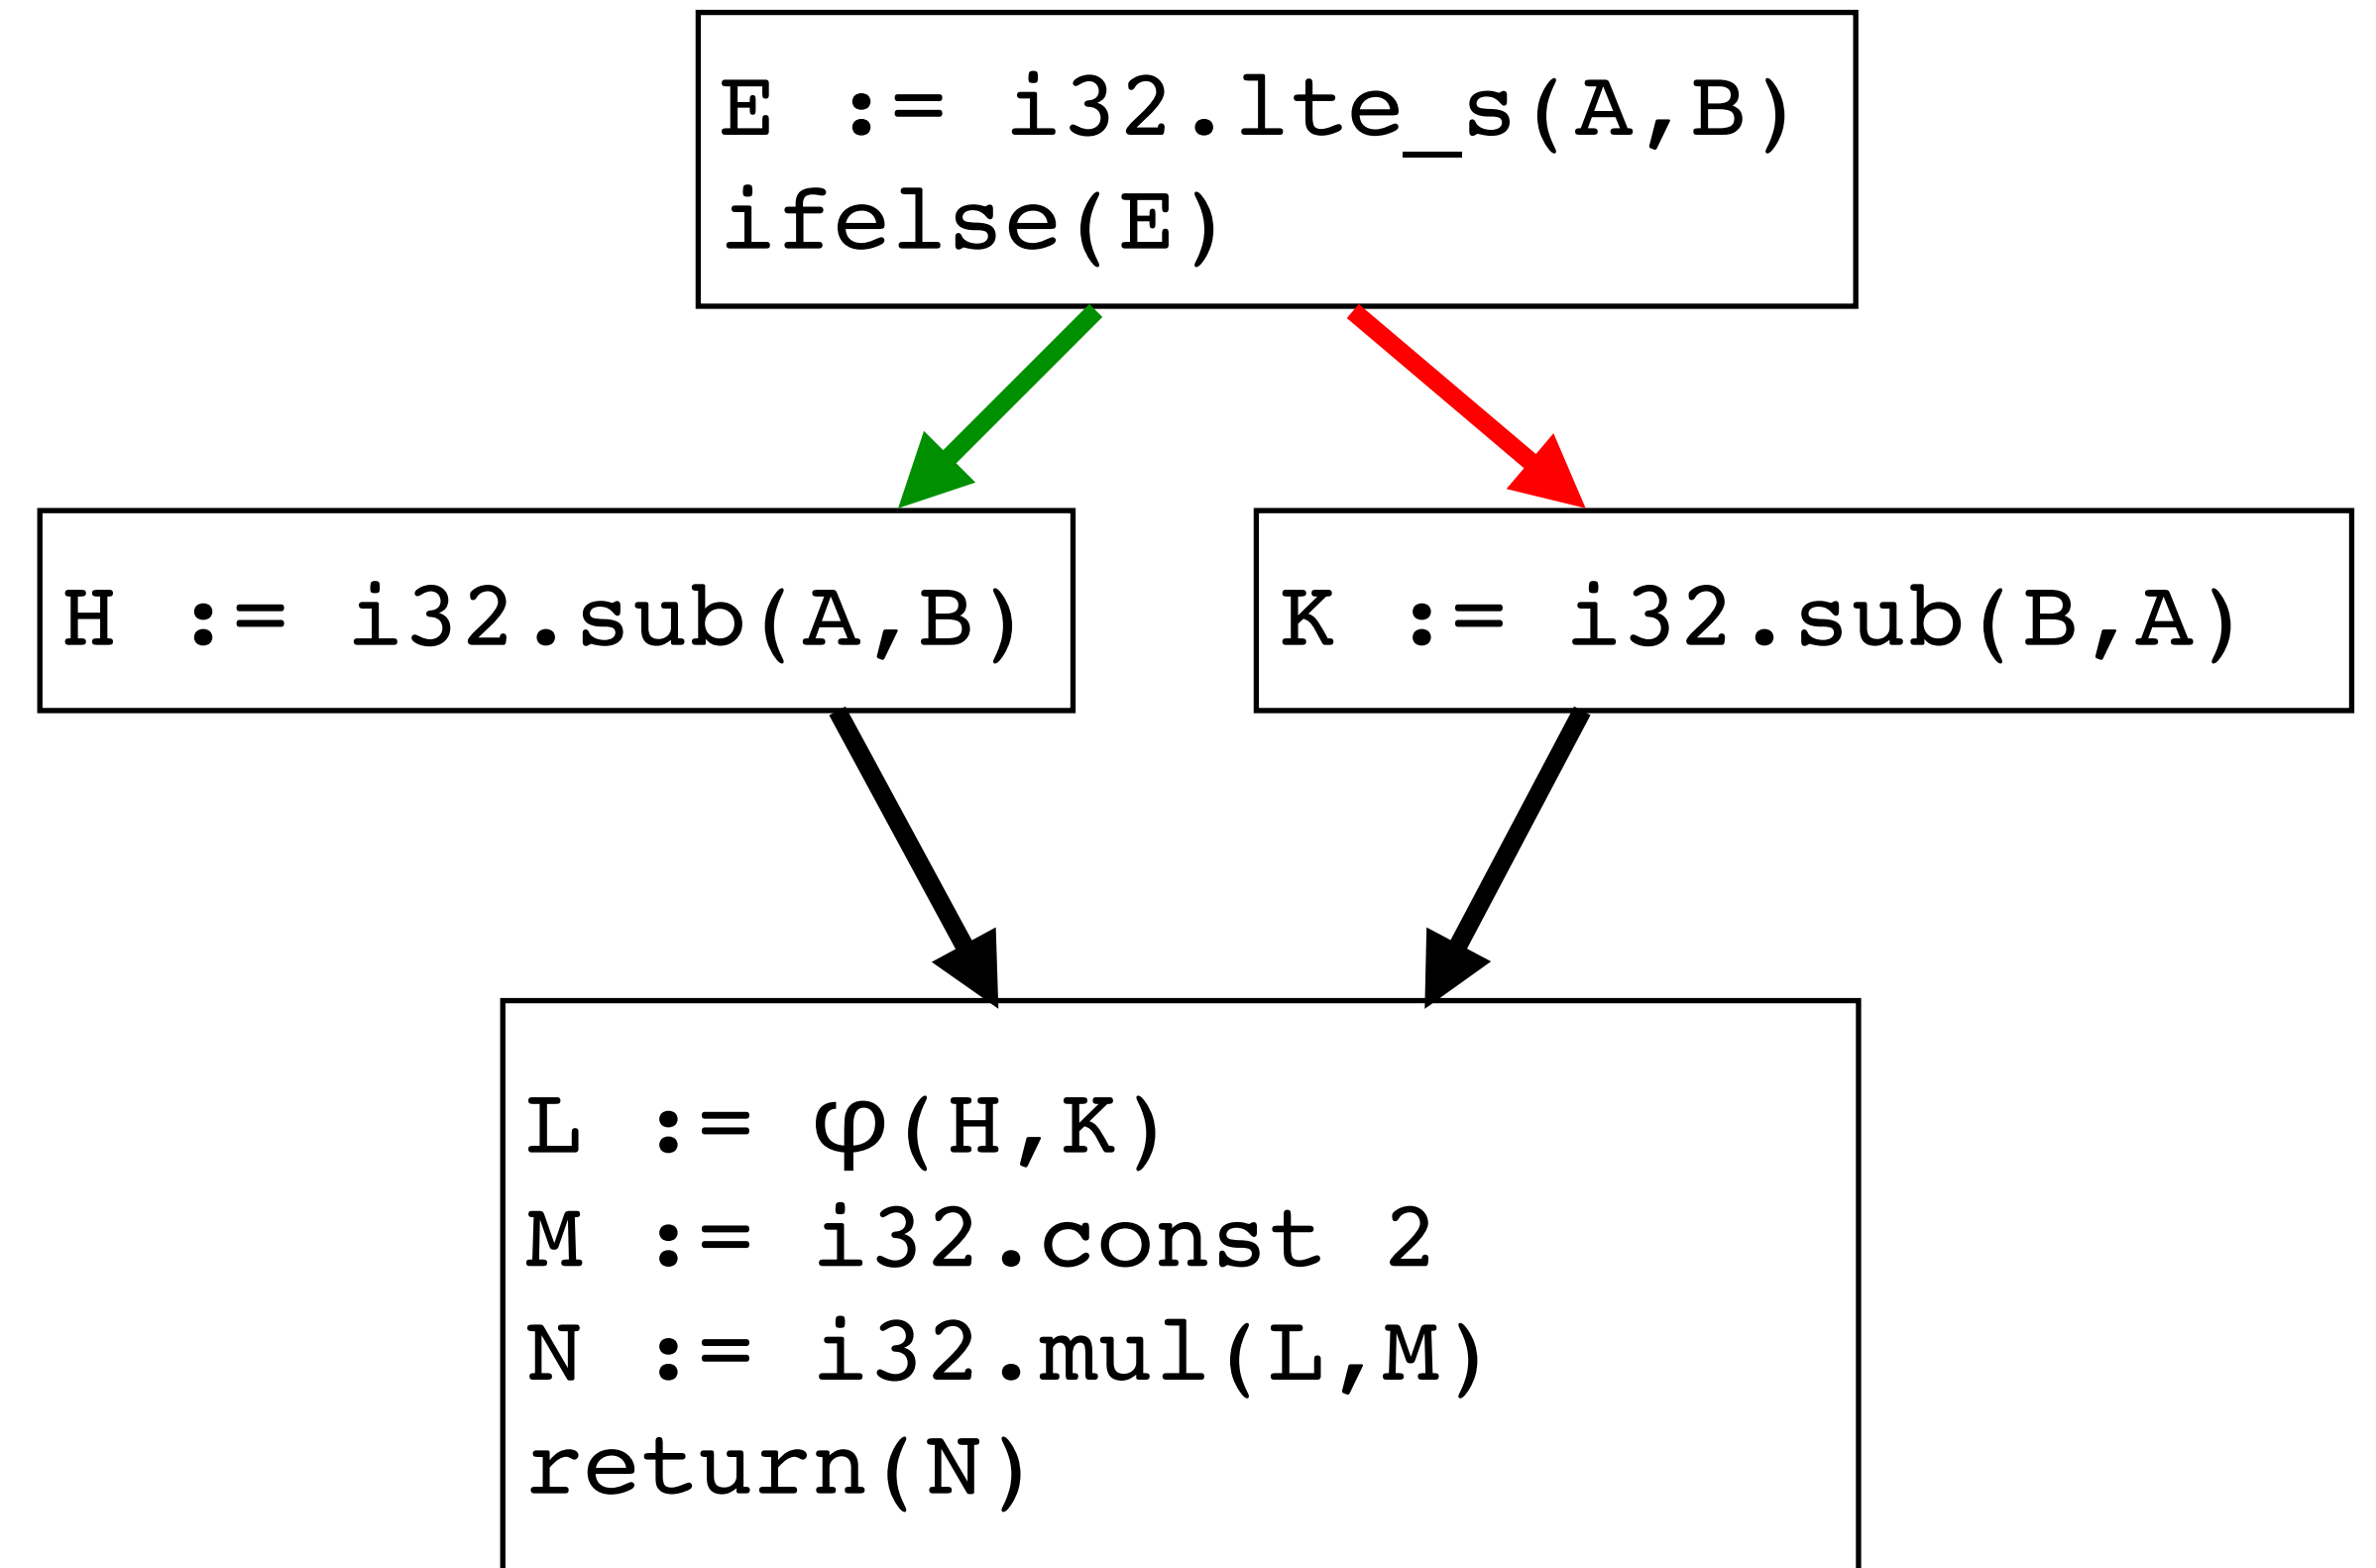 E := i32.lte_s(A,B)
ifelse(E)
H := i32.sub(A,B)
K := i32.sub(B,A)
L := φ(H,K)
M := i32.const 2
N := i32.mul(L,M)
return(N)